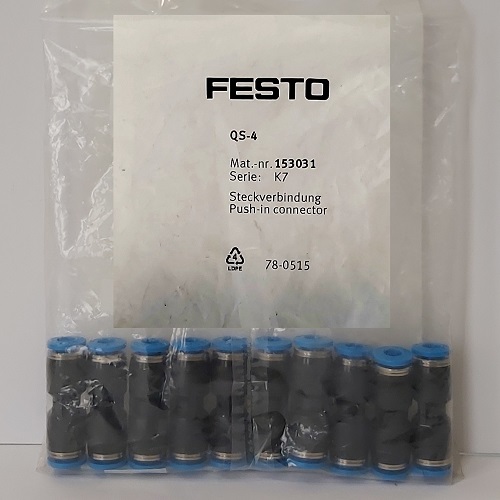 FESTO
QS-4
Mat.-nr. 153031
Serie: K7
Steckverbindung
Push-in connector
4
LDPE
78-0515